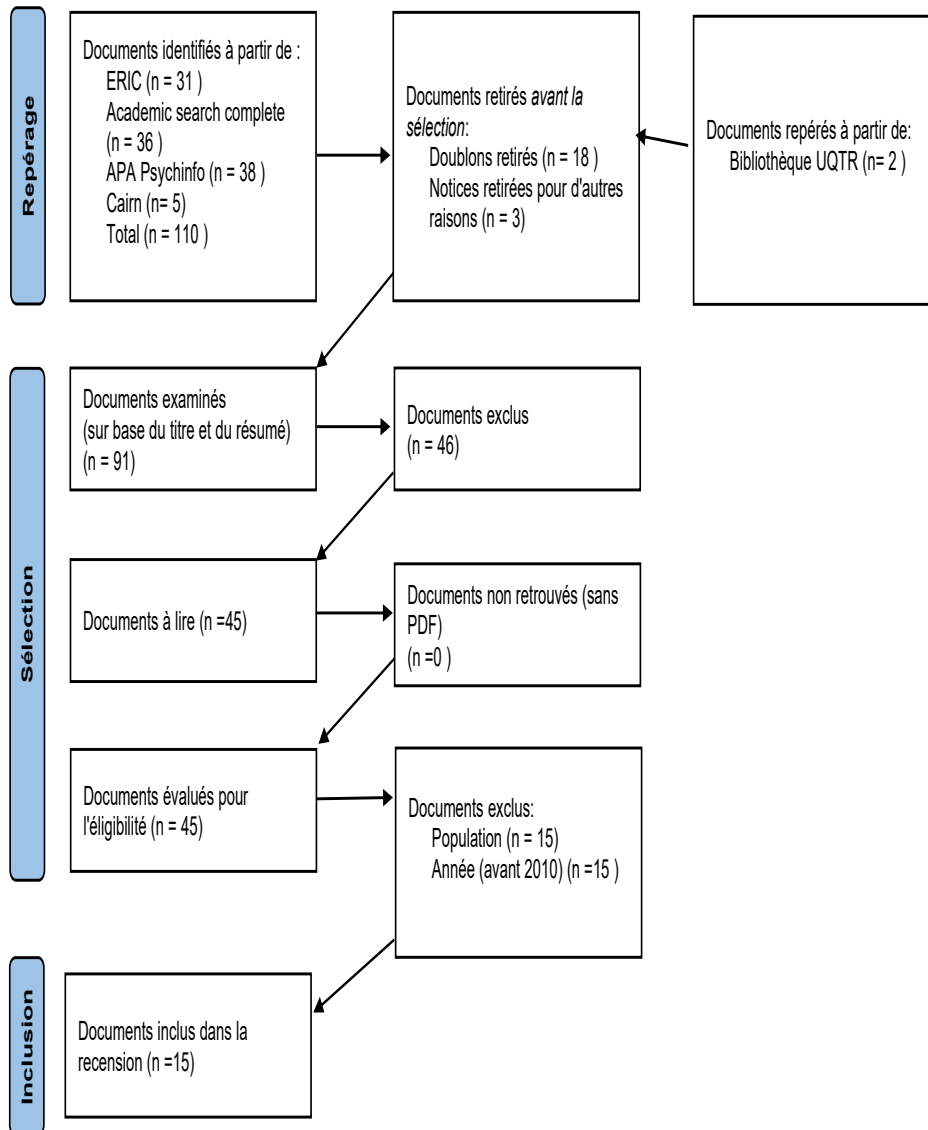 Repérage
Documents identifiés à partir de :
ERIC (n = 31 )
Academic search complete
(n = 36 )
APA Psychinfo (n = 38 )
Cairn (n= 5)
Total (n = 110 )
Documents retirés avant la
sélection:
Doublons retirés (n = 18 )
Notices retirées pour d'autres
raisons (n = 3)
Documents repérés à partir de:
Bibliothèque UQTR (n= 2 )
Sélection
Documents examinés
(sur base du titre et du résumé)
(n = 91)
Documents exclus
(n = 46)
Documents à lire (n =45)
Documents non retrouvés (sans
PDF)
(n =0 )
Documents évalués pour
l'éligibilité (n = 45)
Documents exclus:
Population (n = 15)
Année (avant 2010) (n =15 )
Inclusion
Documents inclus dans la
recension (n =15)